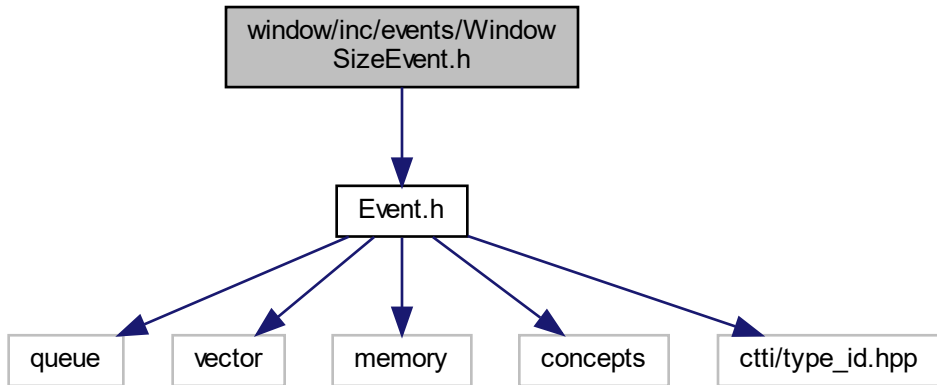 window/inc/events/Window
SizeEvent.h
Event.h
queue
vector
memory
concepts
ctti/type_id.hpp